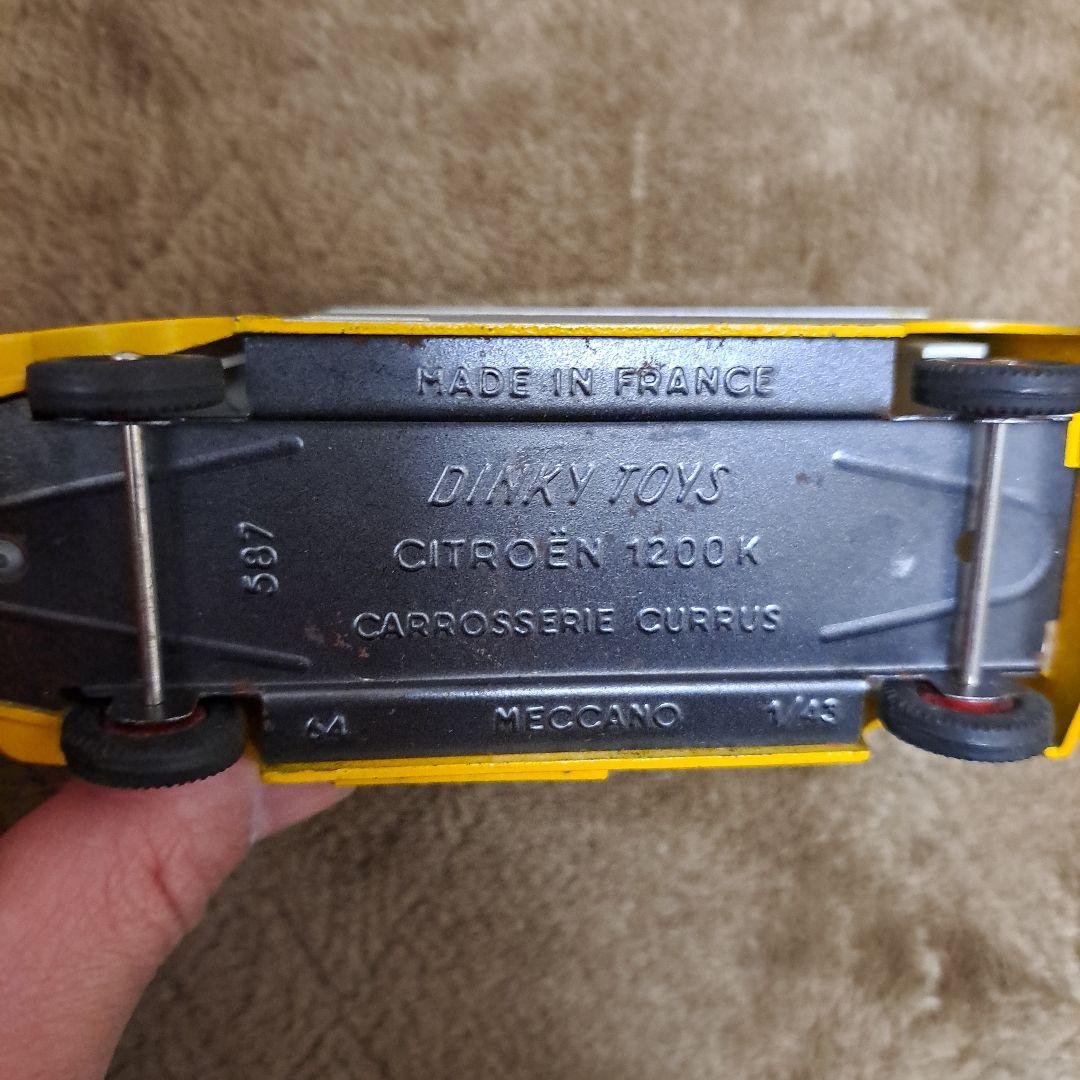 MADE IN FRANCE
DINKY TOYS
587
CITROËN 1200 K
CARROSSERIE CURRUS
64 MECCANO 1/43